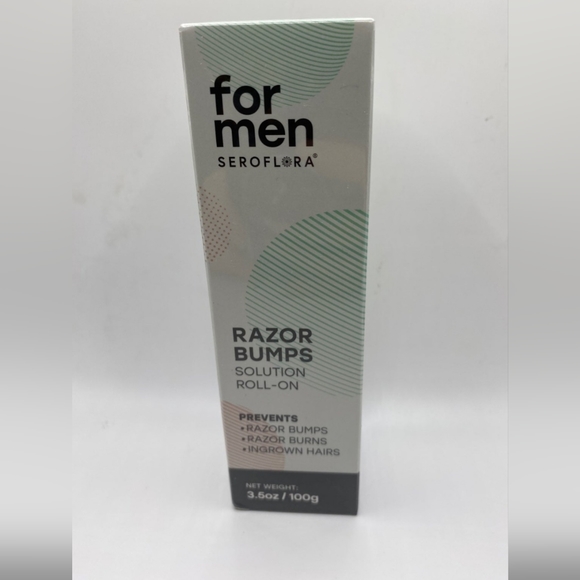 for
men
SEROFLORA®
RAZOR
BUMPS
SOLUTION
ROLL-ON
PREVENTS
•RAZOR BUMPS
•RAZOR BURNS
•INGROWN HAIRS
NET WEIGHT:
3.5oz / 100g